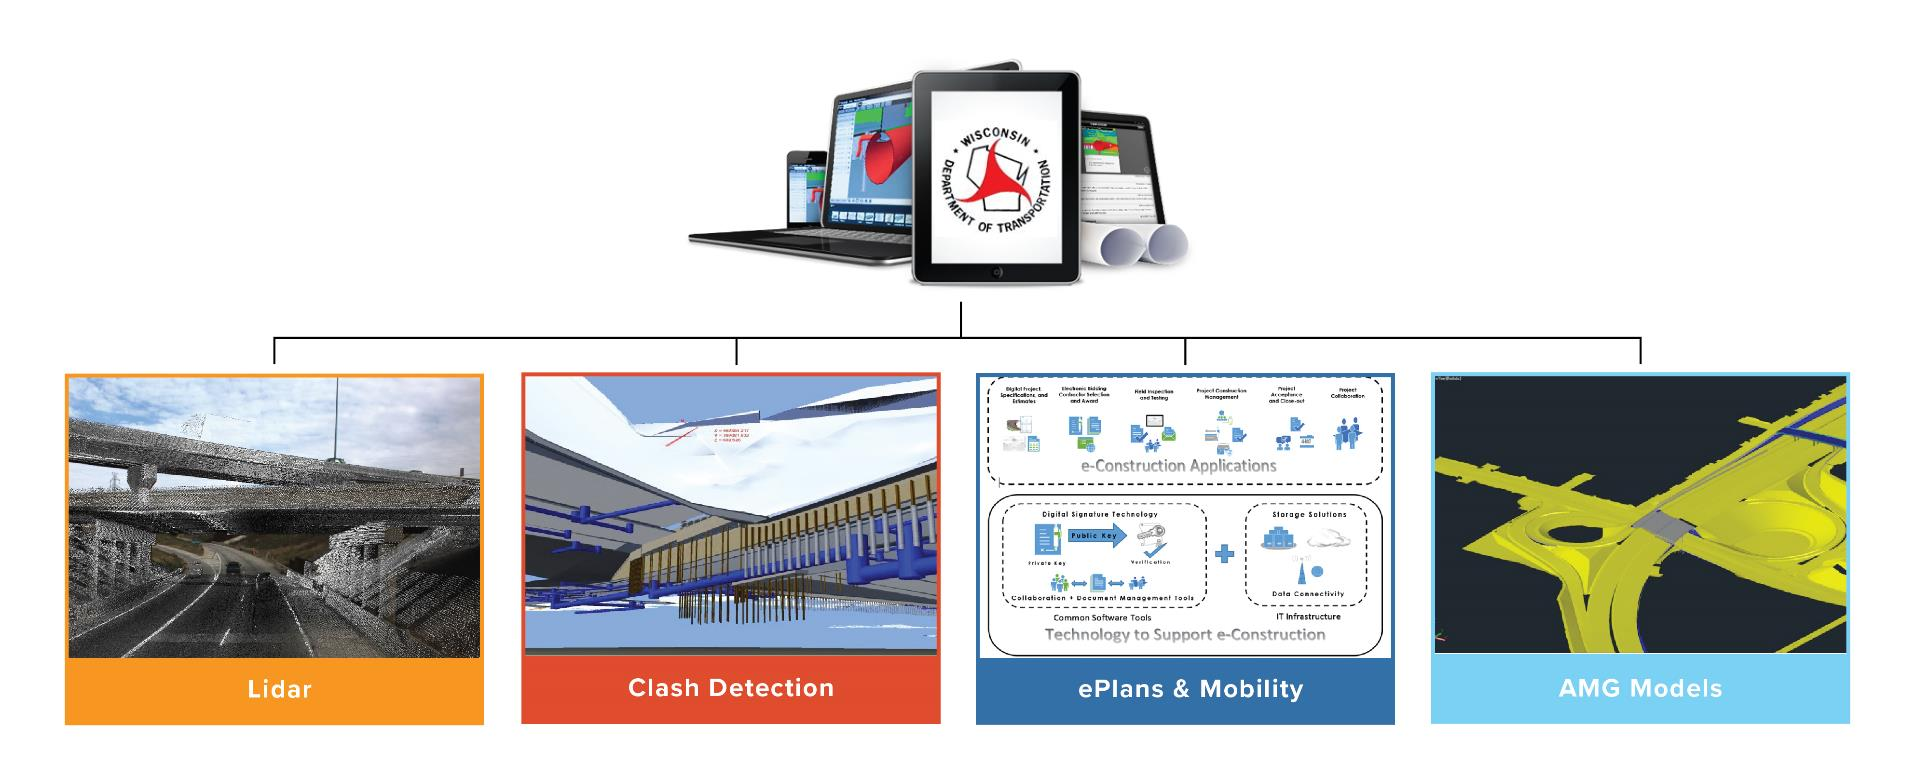 WISCONSIN
DEPARTMENT OF TRANSPORTATION
Lidar
Clash Detection
Digital Project,
Specifications, and
Estimates
Electronic Bidding
Contractor Selection
and Award
Field Inspection
and Testing
Project Construction
Management
Project
Acceptance
and Close-out
Project
Collaboration
e-Construction Applications
Digital Signature Technology
Public Key
Private Key
Verification
Collaboration + Document Management Tools
Common Software Tools
Storage Solutions
Data Connectivity
IT Infrastructure
Technology to Support e-Construction
ePlans & Mobility
AMG Models